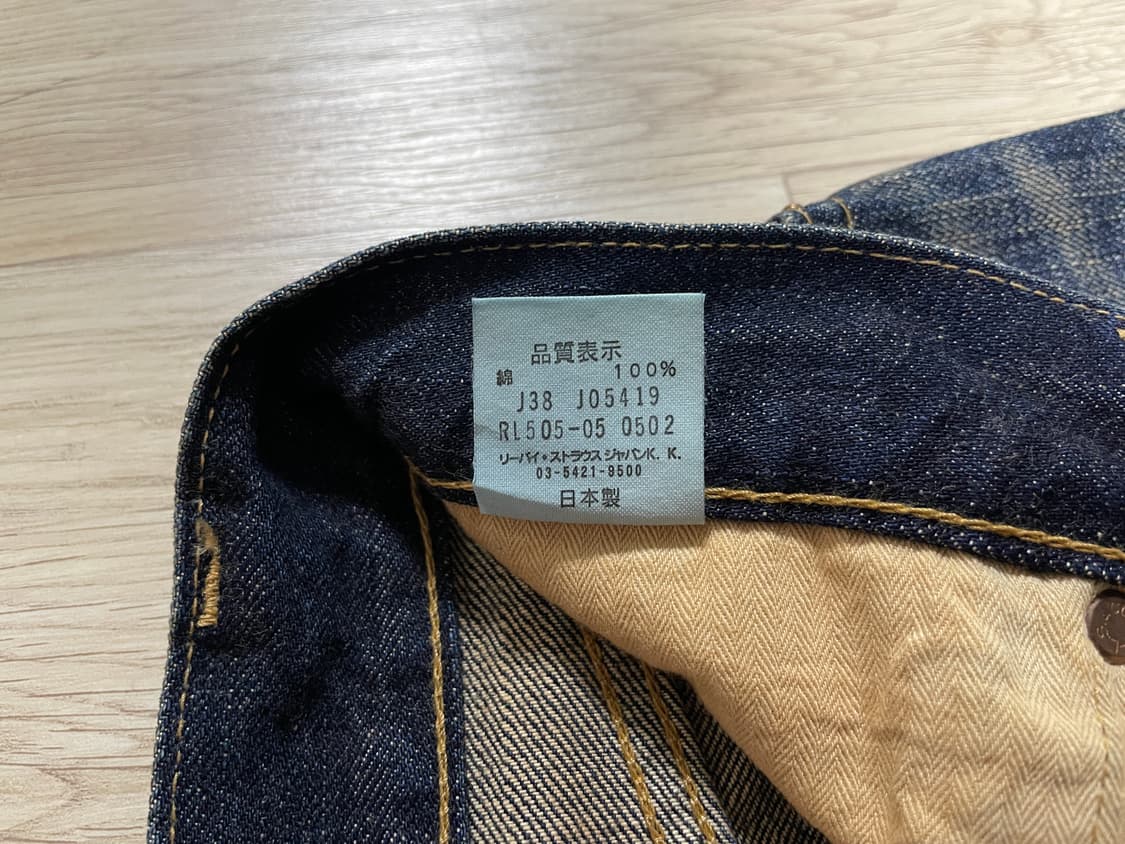 品質表示
綿 100%
J38 J05419
RL505-05 0502
リーバイ・ストラウス ジャパンK. K.
03-5421-9500
日本製